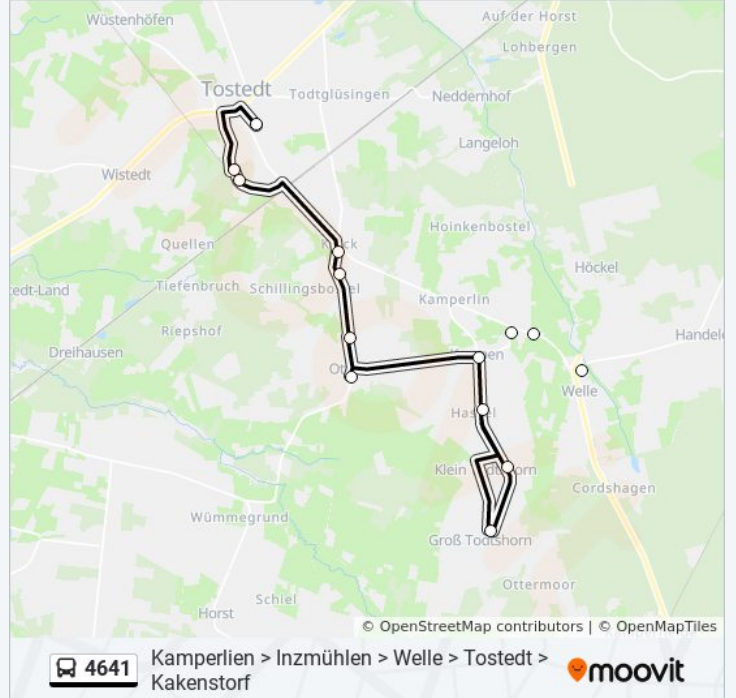 Auf der Horst
Wüstenhöfen
Lohbergen
Tostedt
Todtglüsingen
Neddernhof
Langeloh
Wistedt
Hoinkenbostel
Quellen
Höckel
Tiefenbruch
Schillingsbostel
Kamperlin
Riepshof
Dreihausen
Welle
Klein Todtshorn
Cordshagen
Wümmegrund
Groß Todtshorn
Ottermoor
Schiel
Horst
© OpenStreetMap contributors | © OpenMapTiles
4641
Kamperlien > Inzmühlen > Welle > Tostedt >
Kakenstorf
moovit